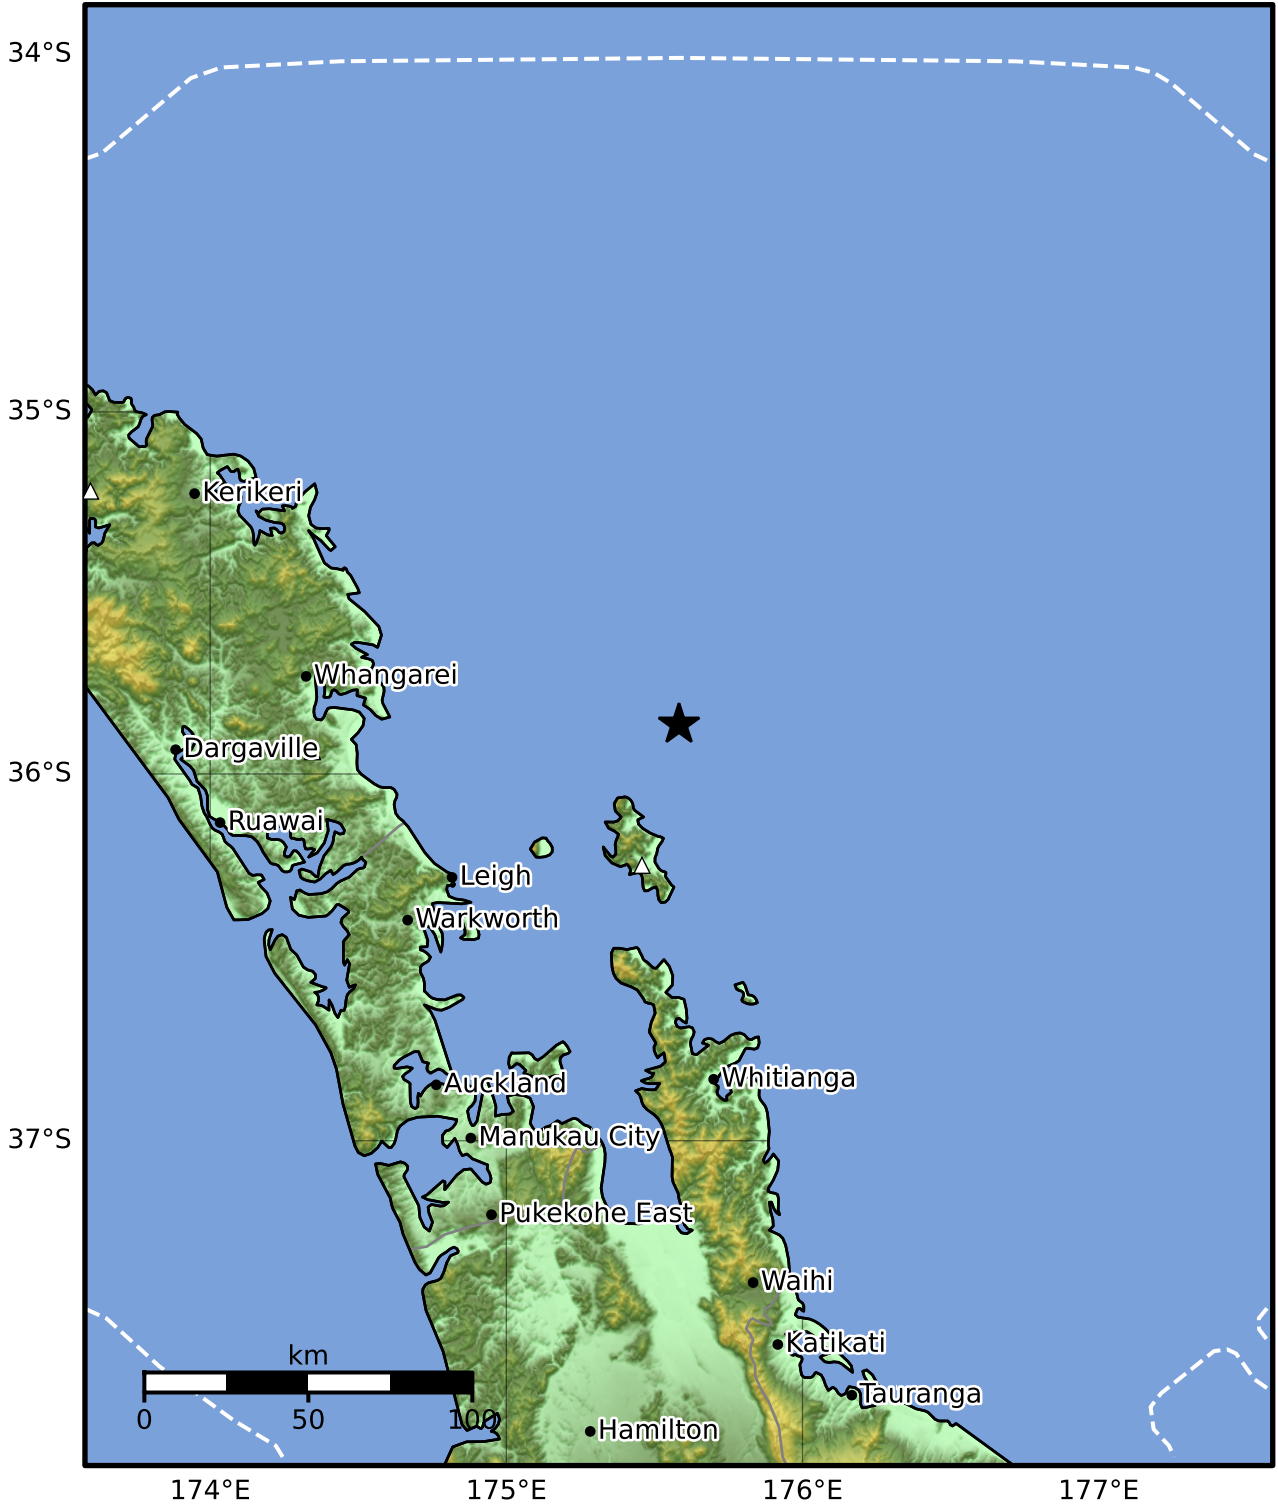 34°S
35°S
Kerikeri
Whangarei
Dargaville
36°S
Ruawai
Leigh
Warkworth
Whitianga
Auckland
37°S
Manukau City
Pukekohe East
Waihi
Katikati
km
Tauranga
0 50 100
Hamilton
174°E 175°E 176°E 177°E